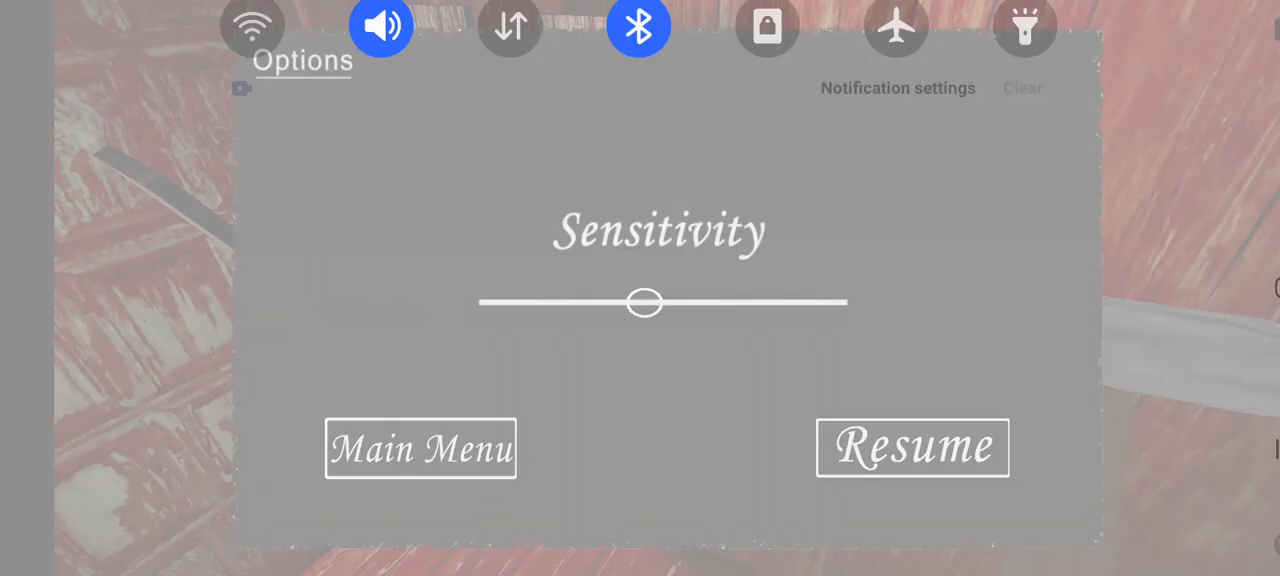 Options
Notification settings Clear
Sensitivity
Main Menu
Resume